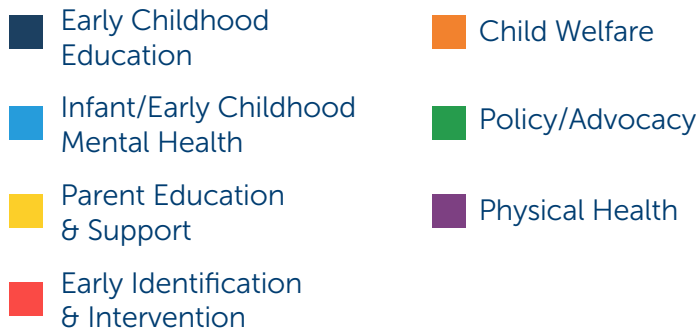 Early Childhood
Education
Infant/Early Childhood
Mental Health
Parent Education
& Support
Early Identification
& Intervention
Child Welfare
Policy/Advocacy
Physical Health